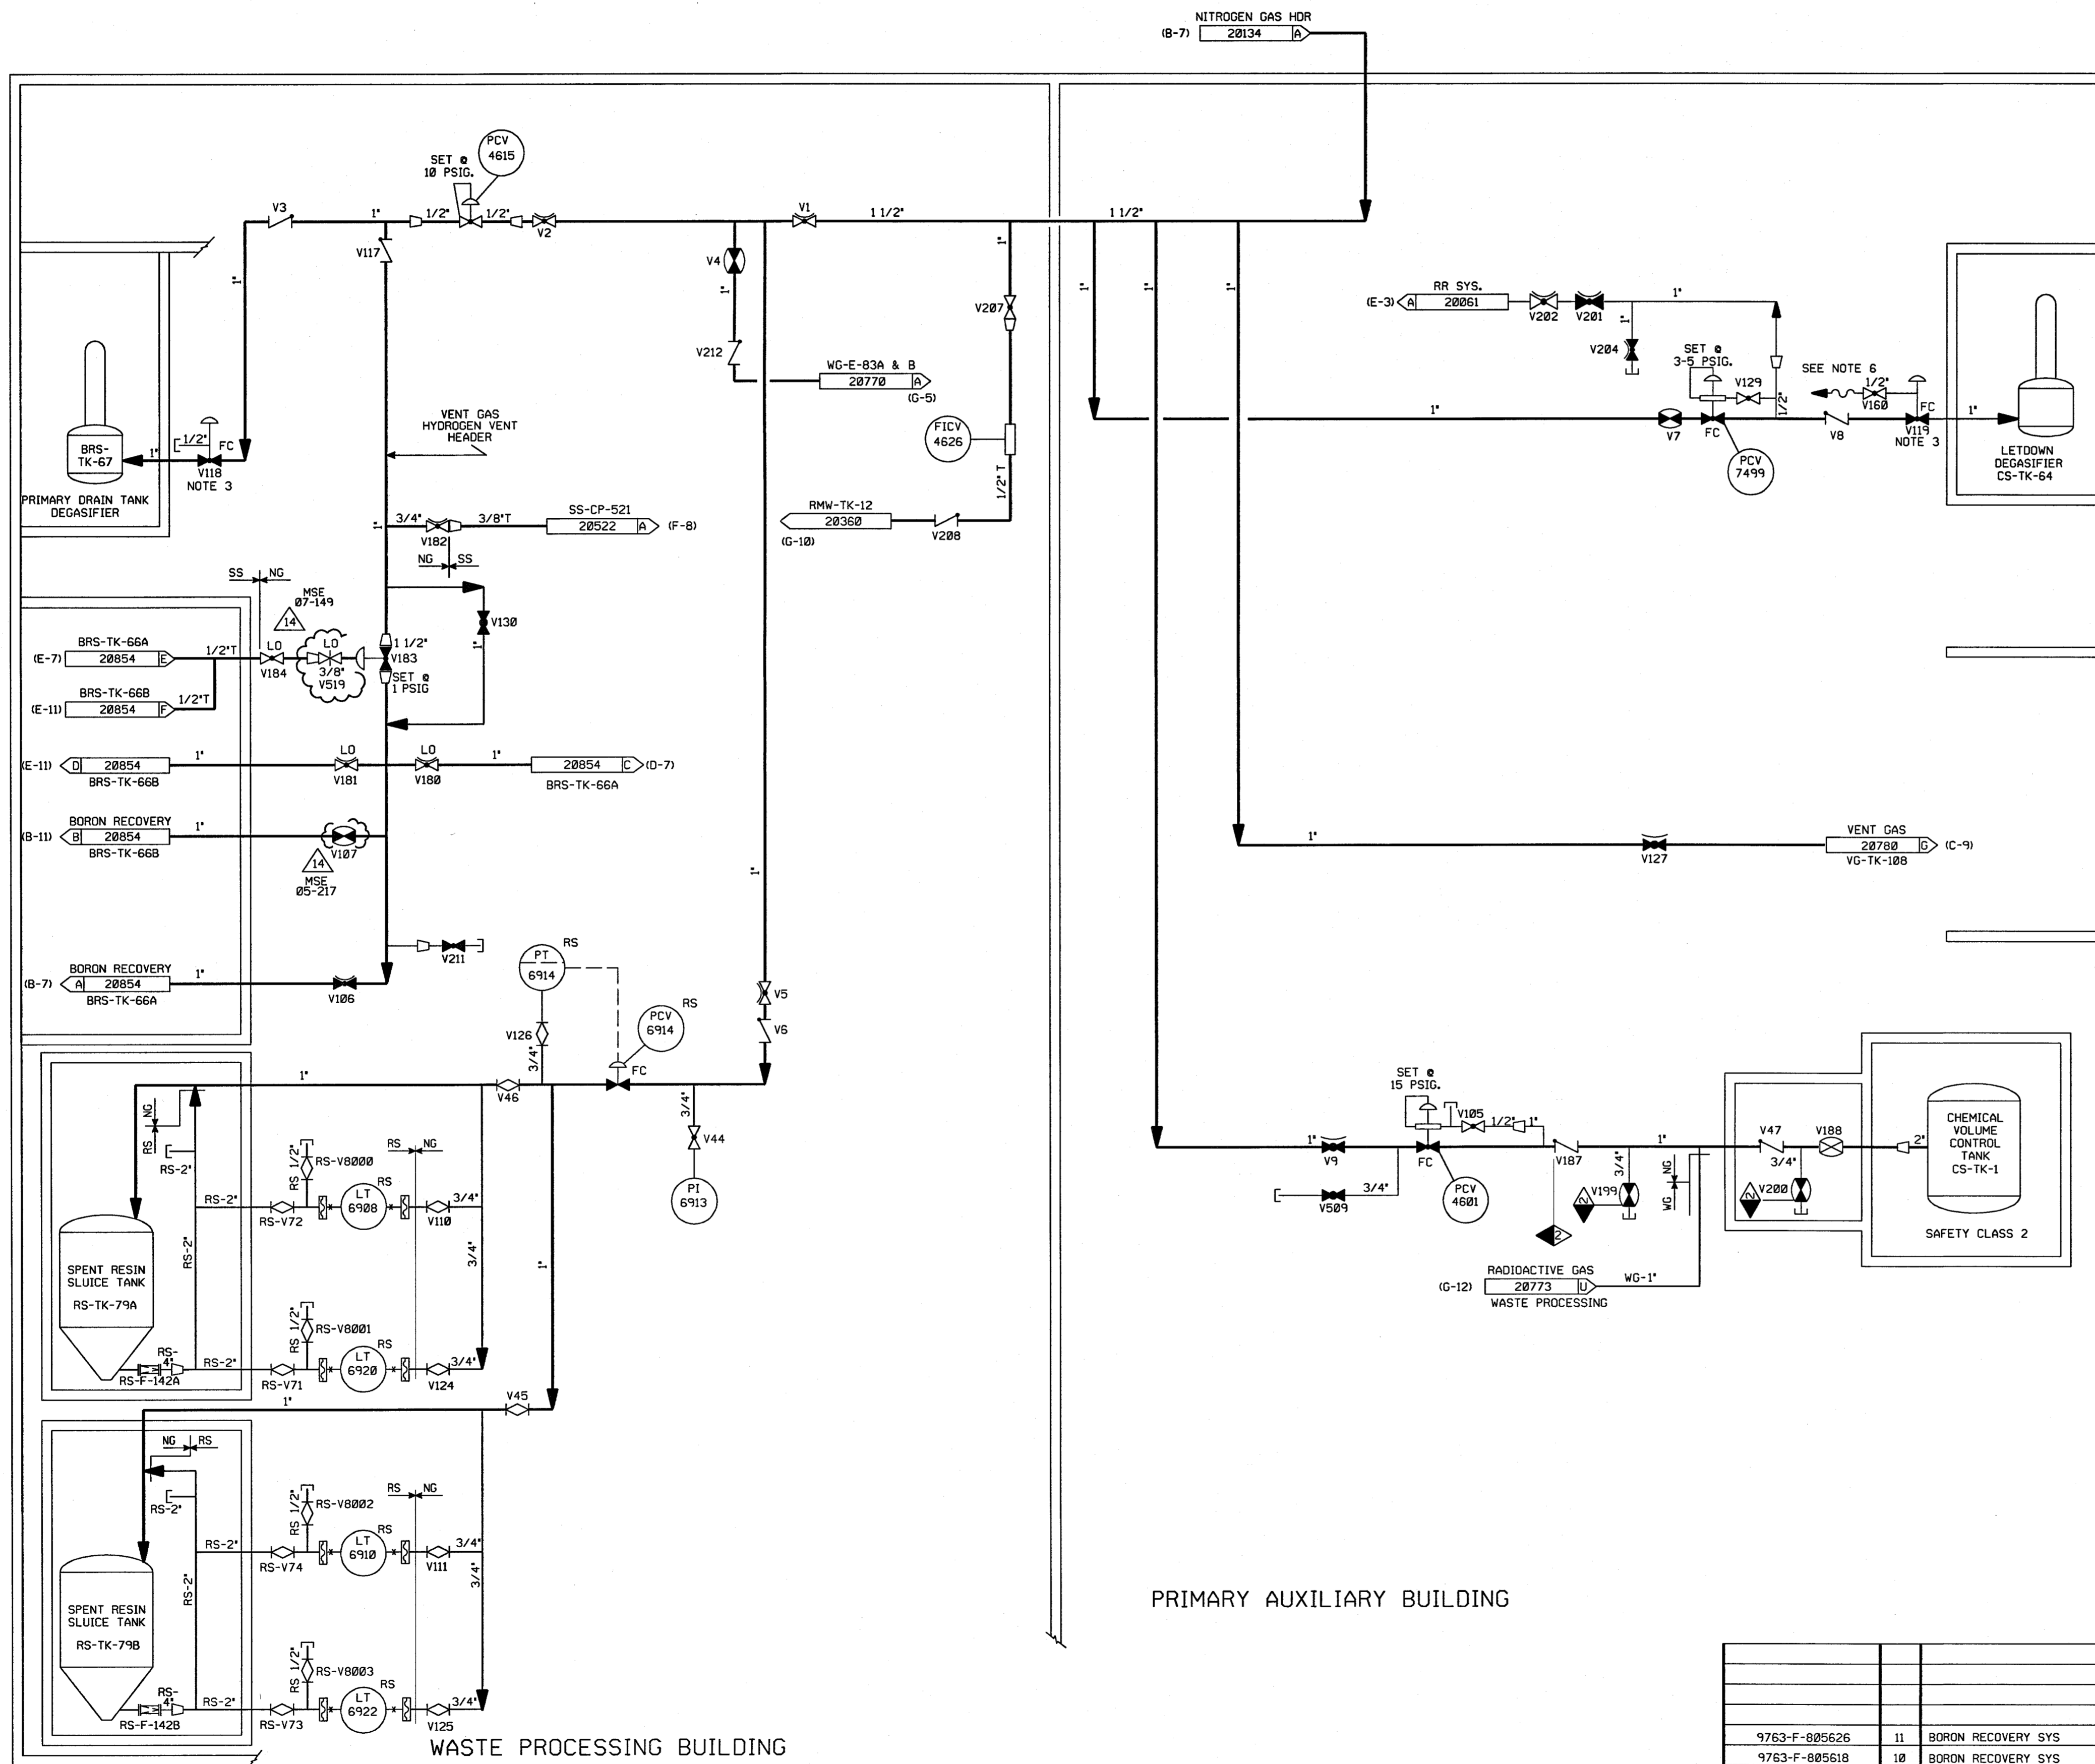 NITROGEN GAS HDR
(B-7) 20134 A
PCV
4615
SET @
10 PSIG.
V3
1"
1/2"
1/2"
V2
V1
1 1/2"
1 1/2"
V117
V4
1"
1"
1"
1"
1"
1"
V207
V212
WG-E-83A & B
20770 A
(G-5)
RR SYS.
(E-3) A 20061
V202
V201
1"
1"
V204
SET @
3-5 PSIG.
V129
1/2"
SEE NOTE 6
1/2"
V160
FC
V119
NOTE 3
1"
1"
V7
FC
V8
PCV
7499
LETDOWN
DEGASIFIER
CS-TK-64
BRS-
TK-67
1"
1/2"
FC
V118
NOTE 3
PRIMARY DRAIN TANK
DEGASIFIER
VENT GAS
HYDROGEN VENT
HEADER
FICV
4626
1/2" T
RMW-TK-12
20360
(G-10)
V208
1"
3/4"
V182
3/8"T
SS-CP-521
20522 A (F-8)
NG SS
SS NG
MSE
07-149
14
BRS-TK-66A
(E-7) 20854 E
1/2"T
LO
V184
LO
3/8"
V519
1 1/2"
V183
SET @
1 PSIG
V130
1"
BRS-TK-66B
(E-11) 20854 F
1/2"T
(E-11) D 20854
BRS-TK-66B
1"
LO
V181
LO
V180
1"
20854 C (D-7)
BRS-TK-66A
BORON RECOVERY
(B-11) B 20854
BRS-TK-66B
1"
V107
14
MSE
05-217
1"
V211
BORON RECOVERY
(B-7) A 20854
BRS-TK-66A
1"
V106
1"
V127
VENT GAS
20780 G (C-9)
VG-TK-108
PT
6914
RS
PCV
6914
RS
V126
3/4"
FC
V5
V6
1"
V46
3/4"
V44
PI
6913
NG
RS
RS-2"
RS-2"
RS-2"
RS-V72
RS 1/2"
RS-V8000
LT
6908
RS
RS NG
V110
3/4"
3/4"
1"
SPENT RESIN
SLUICE TANK
RS-TK-79A
RS-
4"
RS-F-142A
RS-2"
RS-V71
RS 1/2"
RS-V8001
LT
6920
RS
V124
3/4"
V45
1"
NG RS
RS-2"
RS-2"
RS-2"
RS-V74
RS 1/2"
RS-V8002
LT
6910
RS
RS NG
V111
3/4"
3/4"
SPENT RESIN
SLUICE TANK
RS-TK-79B
RS-
4"
RS-F-142B
RS-2"
RS-V73
RS 1/2"
RS-V8003
LT
6922
RS
V125
3/4"
WASTE PROCESSING BUILDING
SET @
15 PSIG.
V105
1/2"
1"
1"
V9
FC
PCV
4601
3/4"
V509
V187
2
1"
3/4"
V199
2
NG
WG
V47
V188
3/4"
V200
2
2"
CHEMICAL
VOLUME
CONTROL
TANK
CS-TK-1
SAFETY CLASS 2
RADIOACTIVE GAS
(G-12) 20773 U
WG-1"
WASTE PROCESSING
PRIMARY AUXILIARY BUILDING
9763-F-805626 11 BORON RECOVERY SYS
9763-F-805618 10 BORON RECOVERY SYS